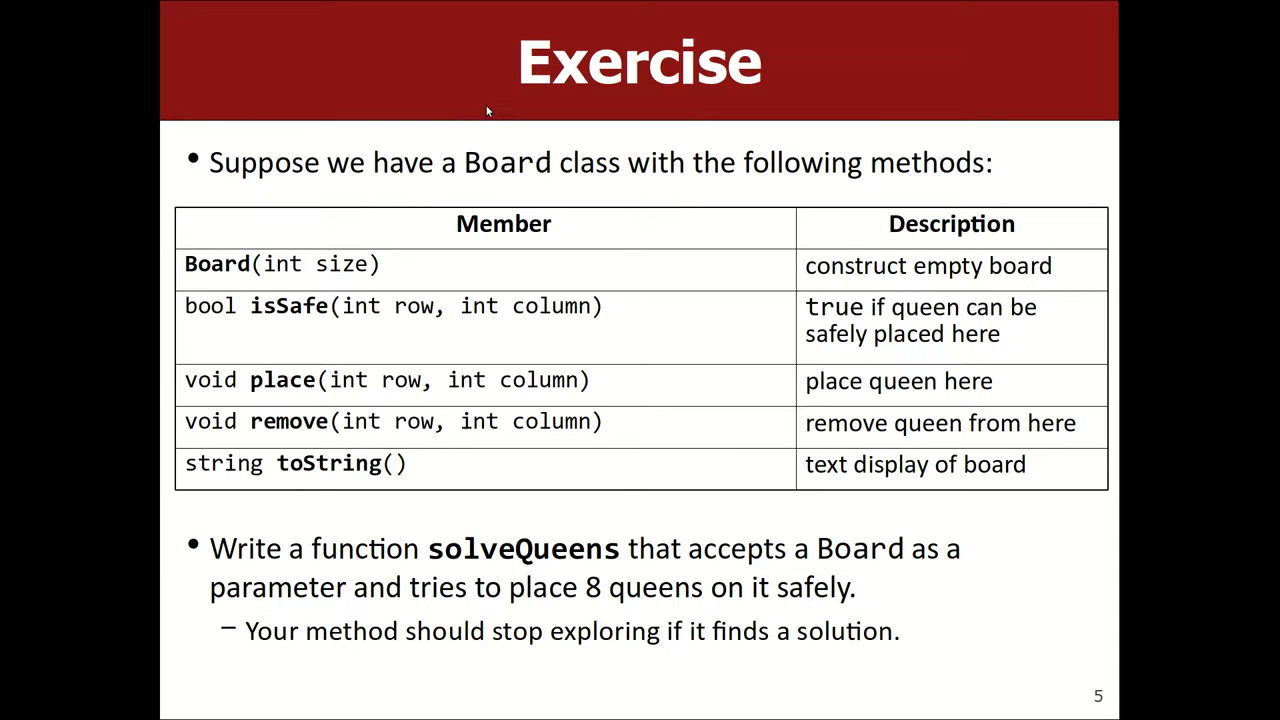 Exercise
• Suppose we have a Board class with the following methods:
Member Description
Board(int size) construct empty board
bool isSafe(int row, int column) true if queen can be
safely placed here
void place(int row, int column) place queen here
void remove(int row, int column) remove queen from here
string toString() text display of board
• Write a function solveQueens that accepts a Board as a
parameter and tries to place 8 queens on it safely.
– Your method should stop exploring if it finds a solution.
5